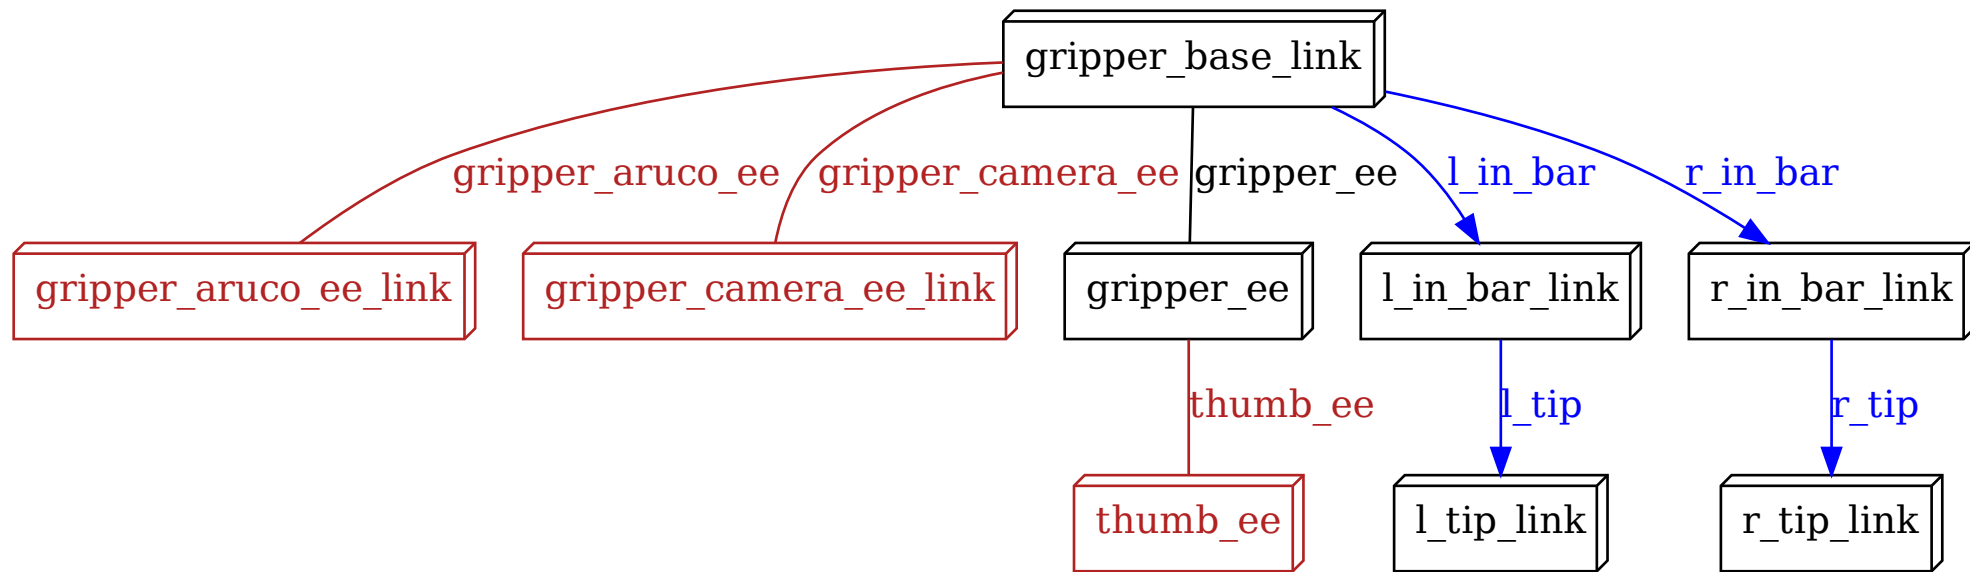 gripper_base_link
gripper_aruco_ee
gripper_camera_ee
gripper_ee
l_in_bar
r_in_bar
gripper_aruco_ee_link
gripper_camera_ee_link
gripper_ee
l_in_bar_link
r_in_bar_link
thumb_ee
l_tip
r_tip
thumb_ee
l_tip_link
r_tip_link